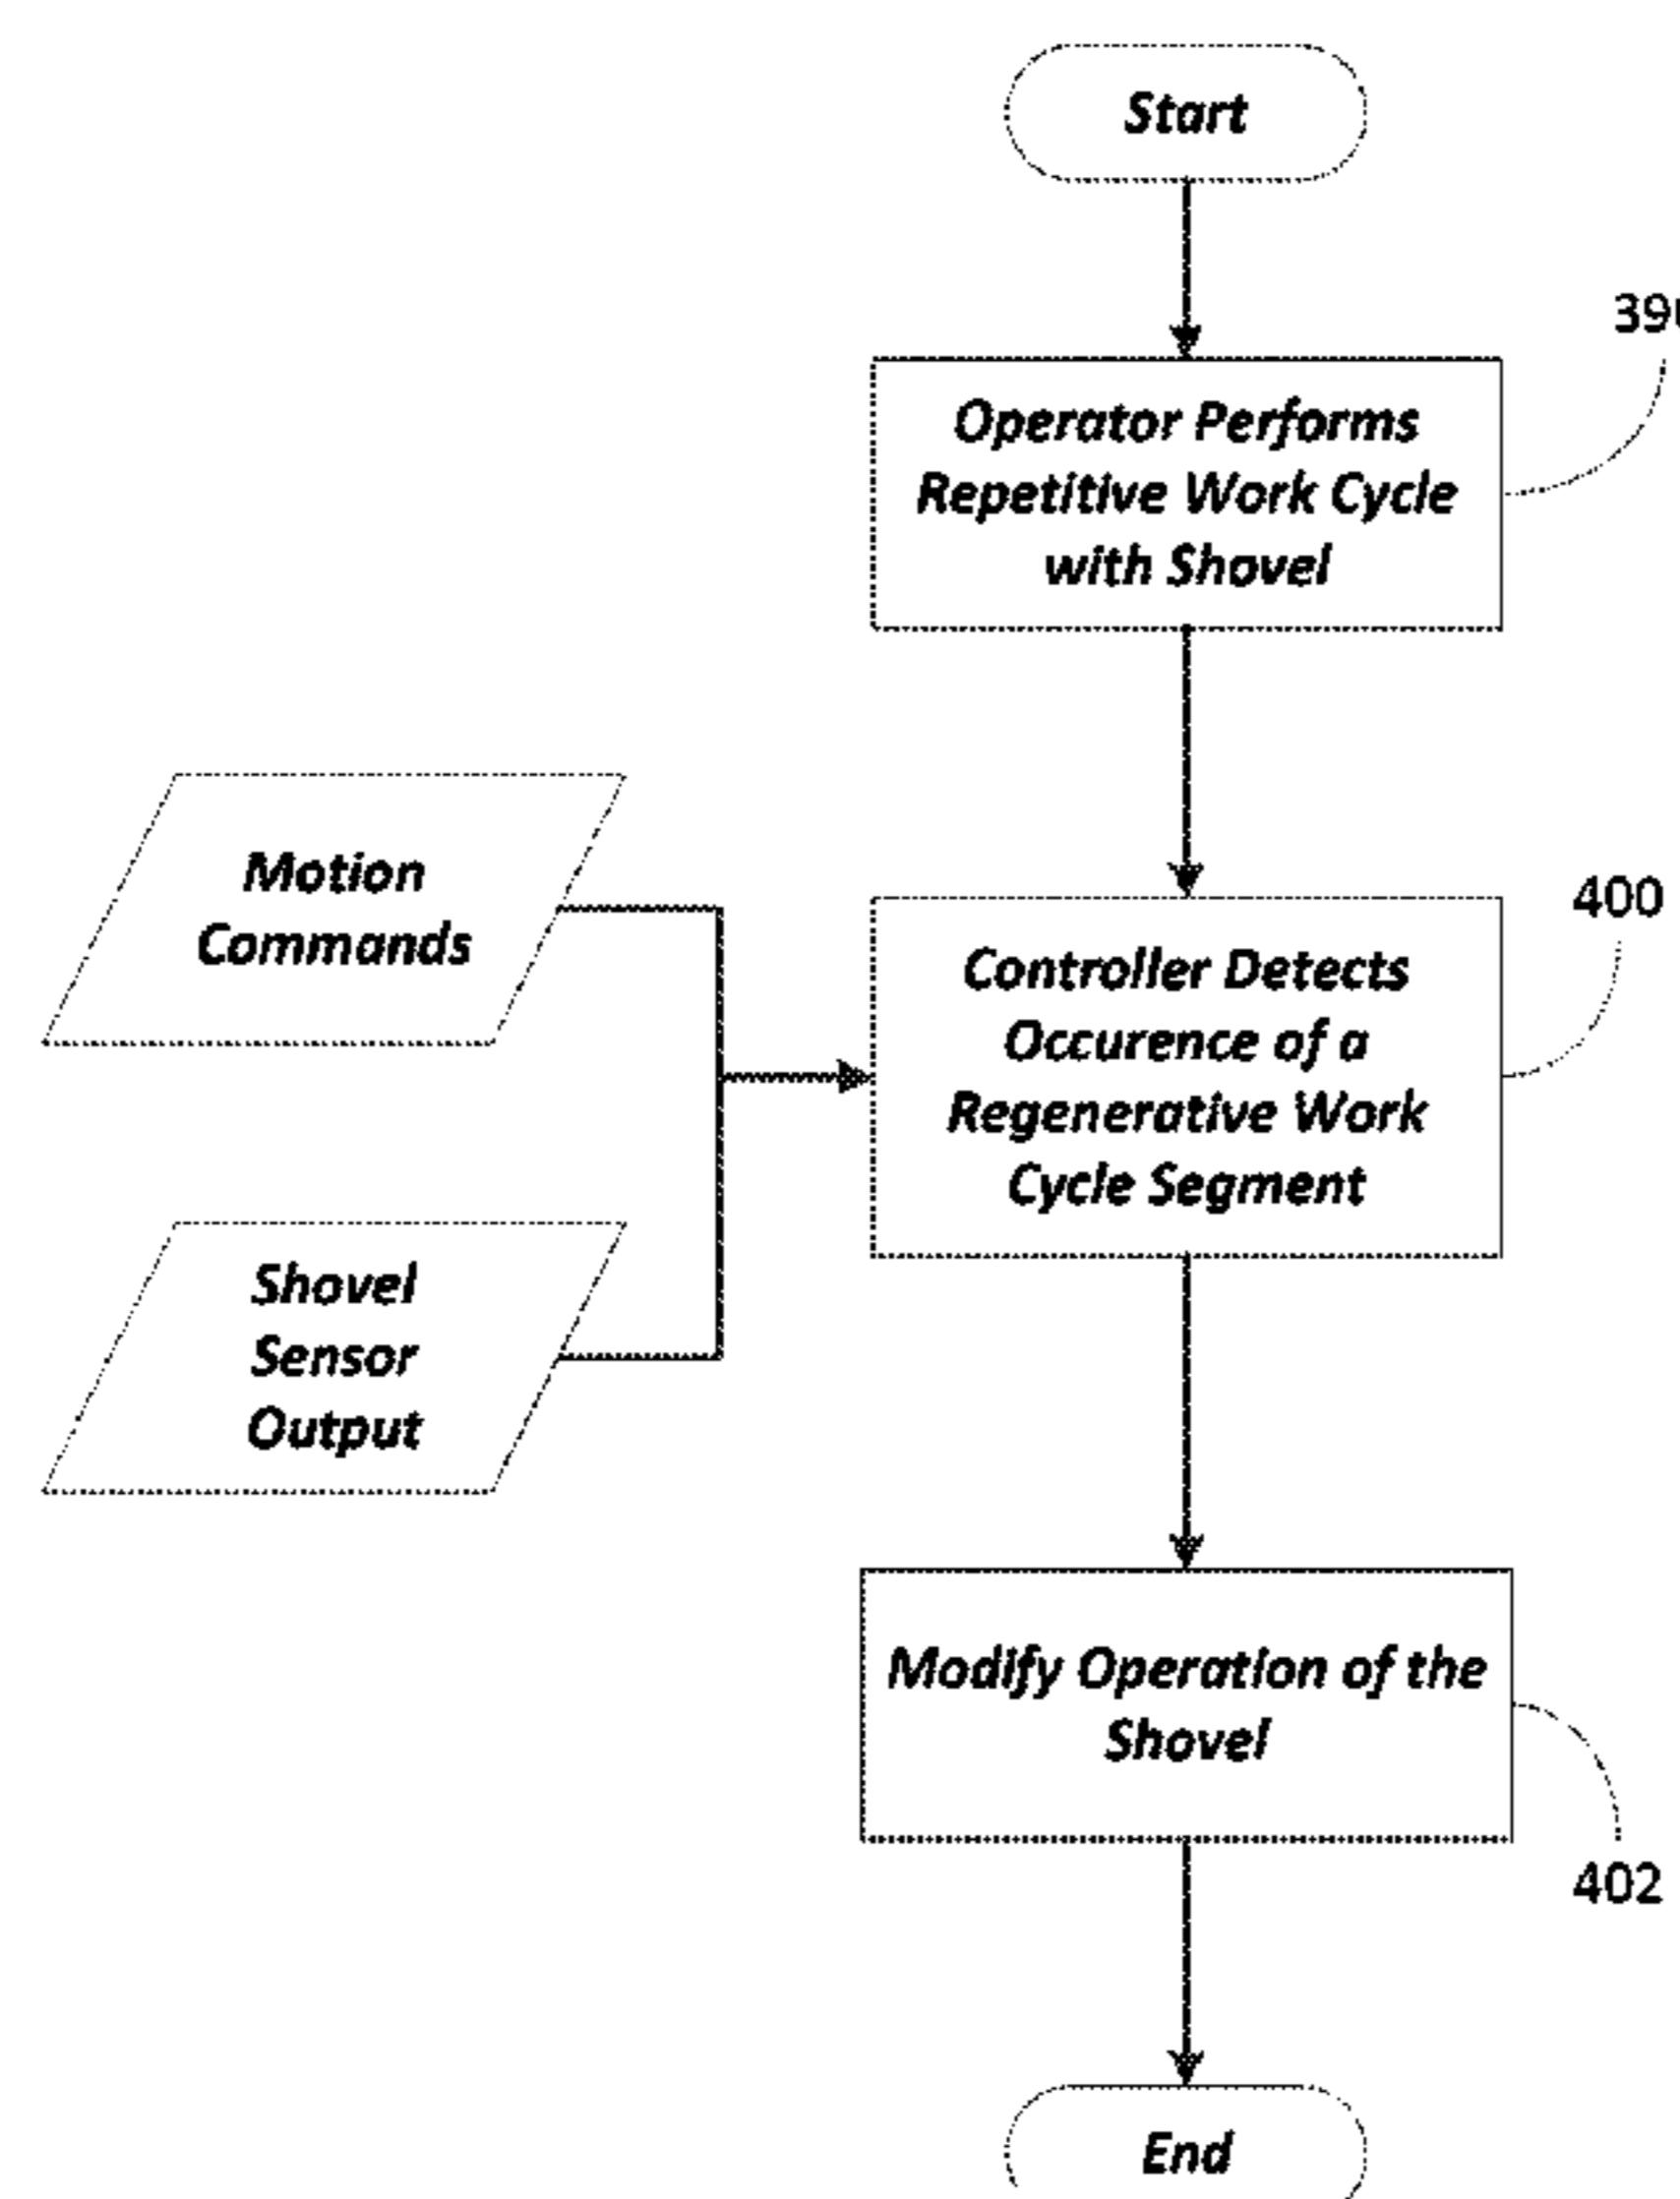 Start
Operator Performs
Repetitive Work Cycle
with Shovel
Motion
Commands
400
Controller Detects
Occurence of a
Regenerative Work
Cycle Segment
Shovel
Sensor
Output
Modify Operation of the
Shovel
402
End